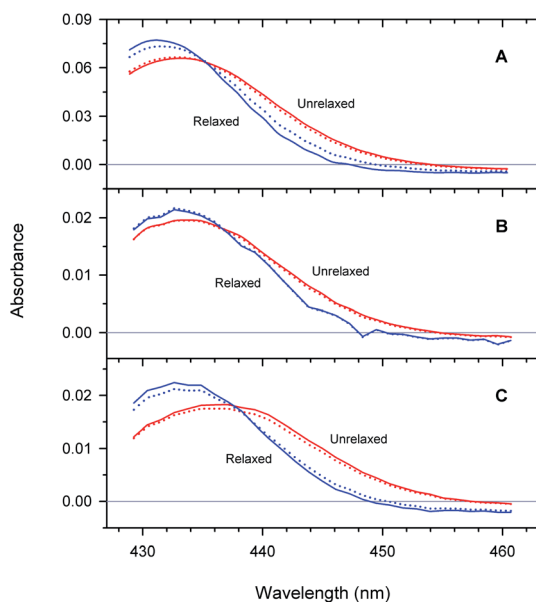 0.09
A
0.06
Unrelaxed
0.03
Relaxed
0.00
B
0.02
Unrelaxed
0.01
Relaxed
0.00
Absorbance
C
0.02
Unrelaxed
0.01
Relaxed
0.00
430 440 450 460
Wavelength (nm)